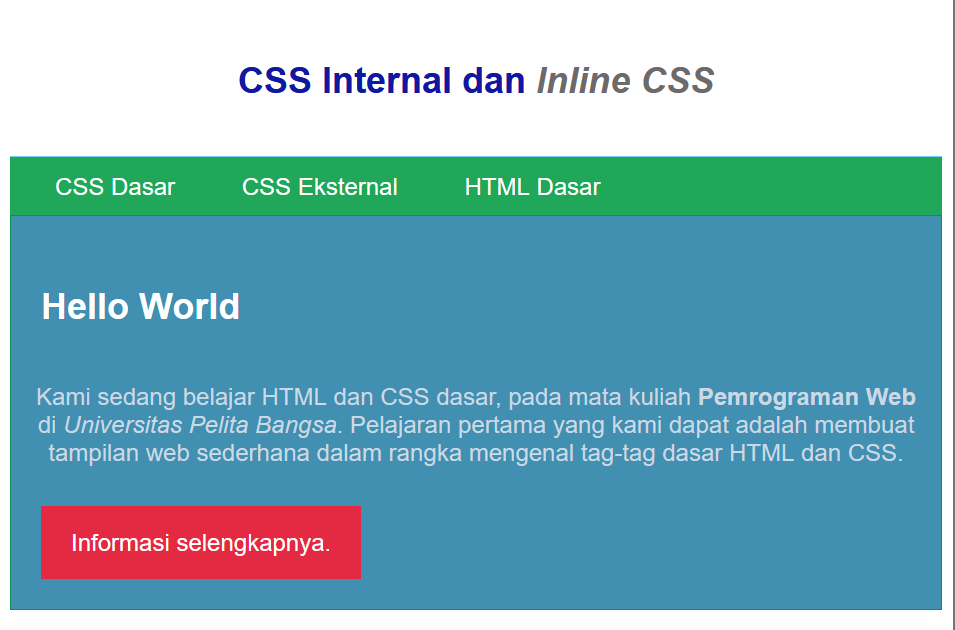 CSS Internal dan Inline CSS
CSS Dasar CSS Eksternal HTML Dasar
Hello World
Kami sedang belajar HTML dan CSS dasar, pada mata kuliah Pemrograman Web
di Universitas Pelita Bangsa. Pelajaran pertama yang kami dapat adalah membuat
tampilan web sederhana dalam rangka mengenal tag-tag dasar HTML dan CSS.
Informasi selengkapnya.